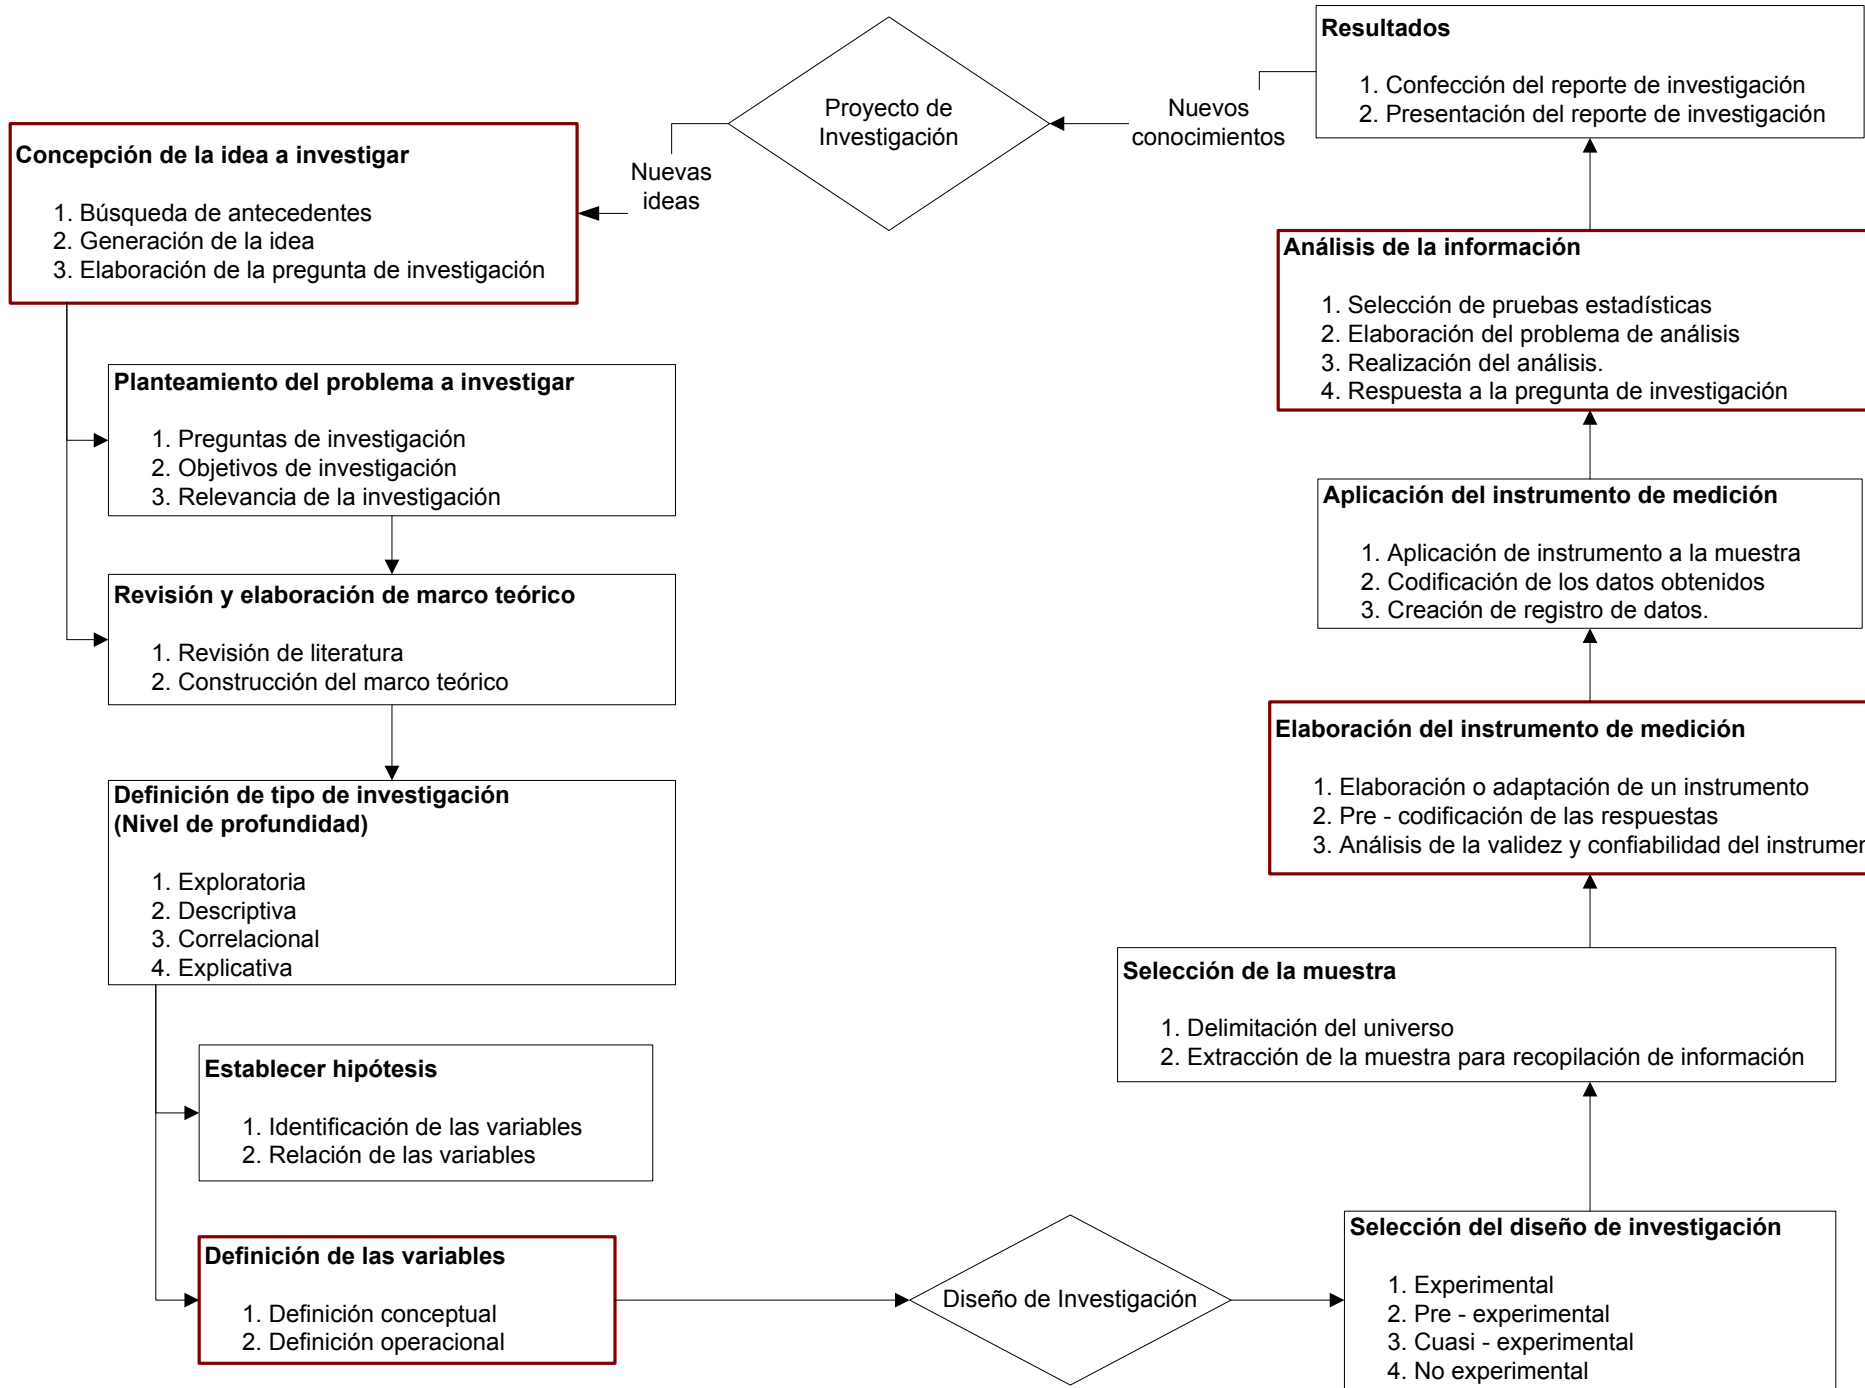 Proyecto de
Investigación
Nuevas
ideas
Concepción de la idea a investigar
1. Búsqueda de antecedentes
2. Generación de la idea
3. Elaboración de la pregunta de investigación
Planteamiento del problema a investigar
1. Preguntas de investigación
2. Objetivos de investigación
3. Relevancia de la investigación
Revisión y elaboración de marco teórico
1. Revisión de literatura
2. Construcción del marco teórico
Definición de tipo de investigación
(Nivel de profundidad)
1. Exploratoria
2. Descriptiva
3. Correlacional
4. Explicativa
Establecer hipótesis
1. Identificación de las variables
2. Relación de las variables
Definición de las variables
1. Definición conceptual
2. Definición operacional
Diseño de Investigación
Selección del diseño de investigación
1. Experimental
2. Pre - experimental
3. Cuasi - experimental
4. No experimental
Selección de la muestra
1. Delimitación del universo
2. Extracción de la muestra para recopilación de información
Elaboración del instrumento de medición
1. Elaboración o adaptación de un instrumento
2. Pre - codificación de las respuestas
3. Análisis de la validez y confiabilidad del
Aplicación del instrumento de medición
1. Aplicación de instrumento a la muestra
2. Codificación de los datos obtenidos
3. Creación de registro de datos.
Análisis de la información
1. Selección de pruebas estadísticas
2. Elaboración del problema de análisis
3. Realización del análisis.
4. Respuesta a la pregunta de investigación
Resultados
1. Confección del reporte de investigación
2. Presentación del reporte de investigación
Nuevos
conocimientos